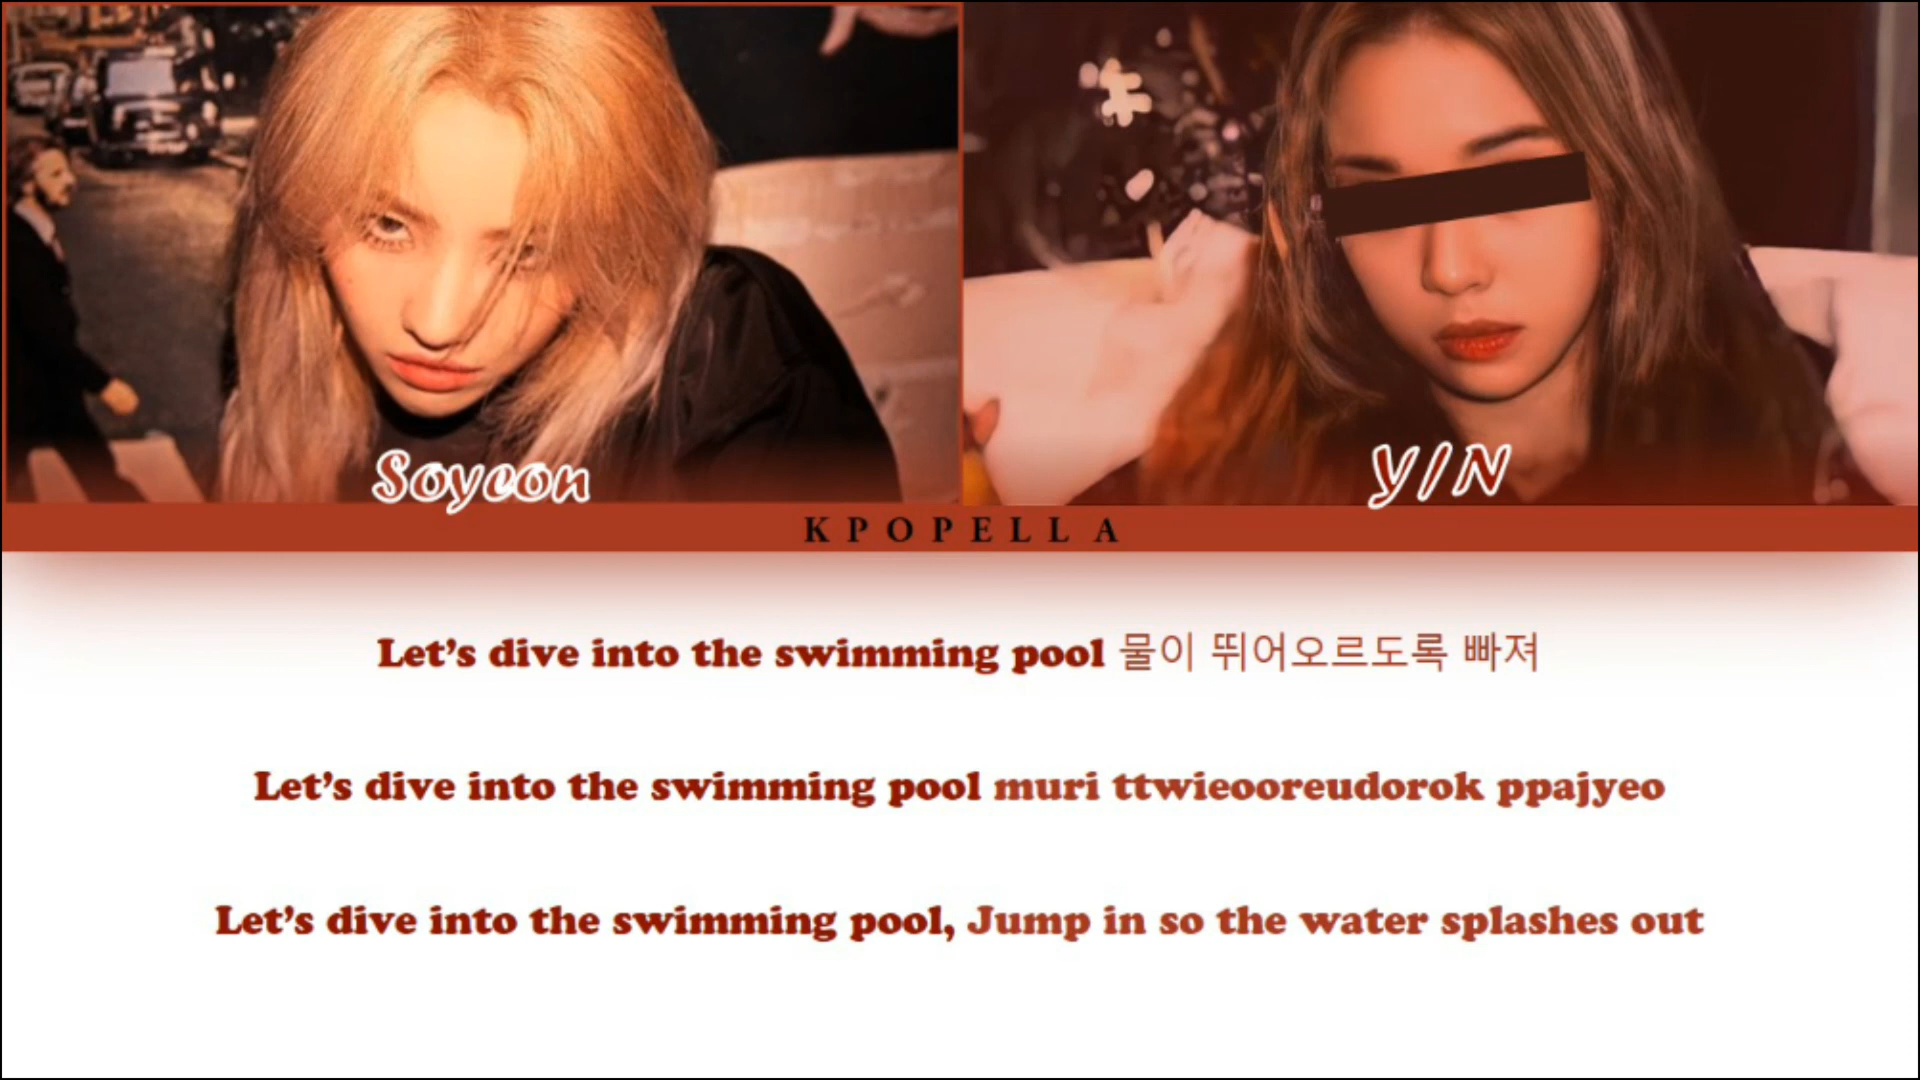 Soyeon
Y/N
KPOPELLA
Let’s dive into the swimming pool 물이 뛰어오르도록 빠져
Let’s dive into the swimming pool muri ttwieooreudorok ppajyeo
Let’s dive into the swimming pool, Jump in so the water splashes out